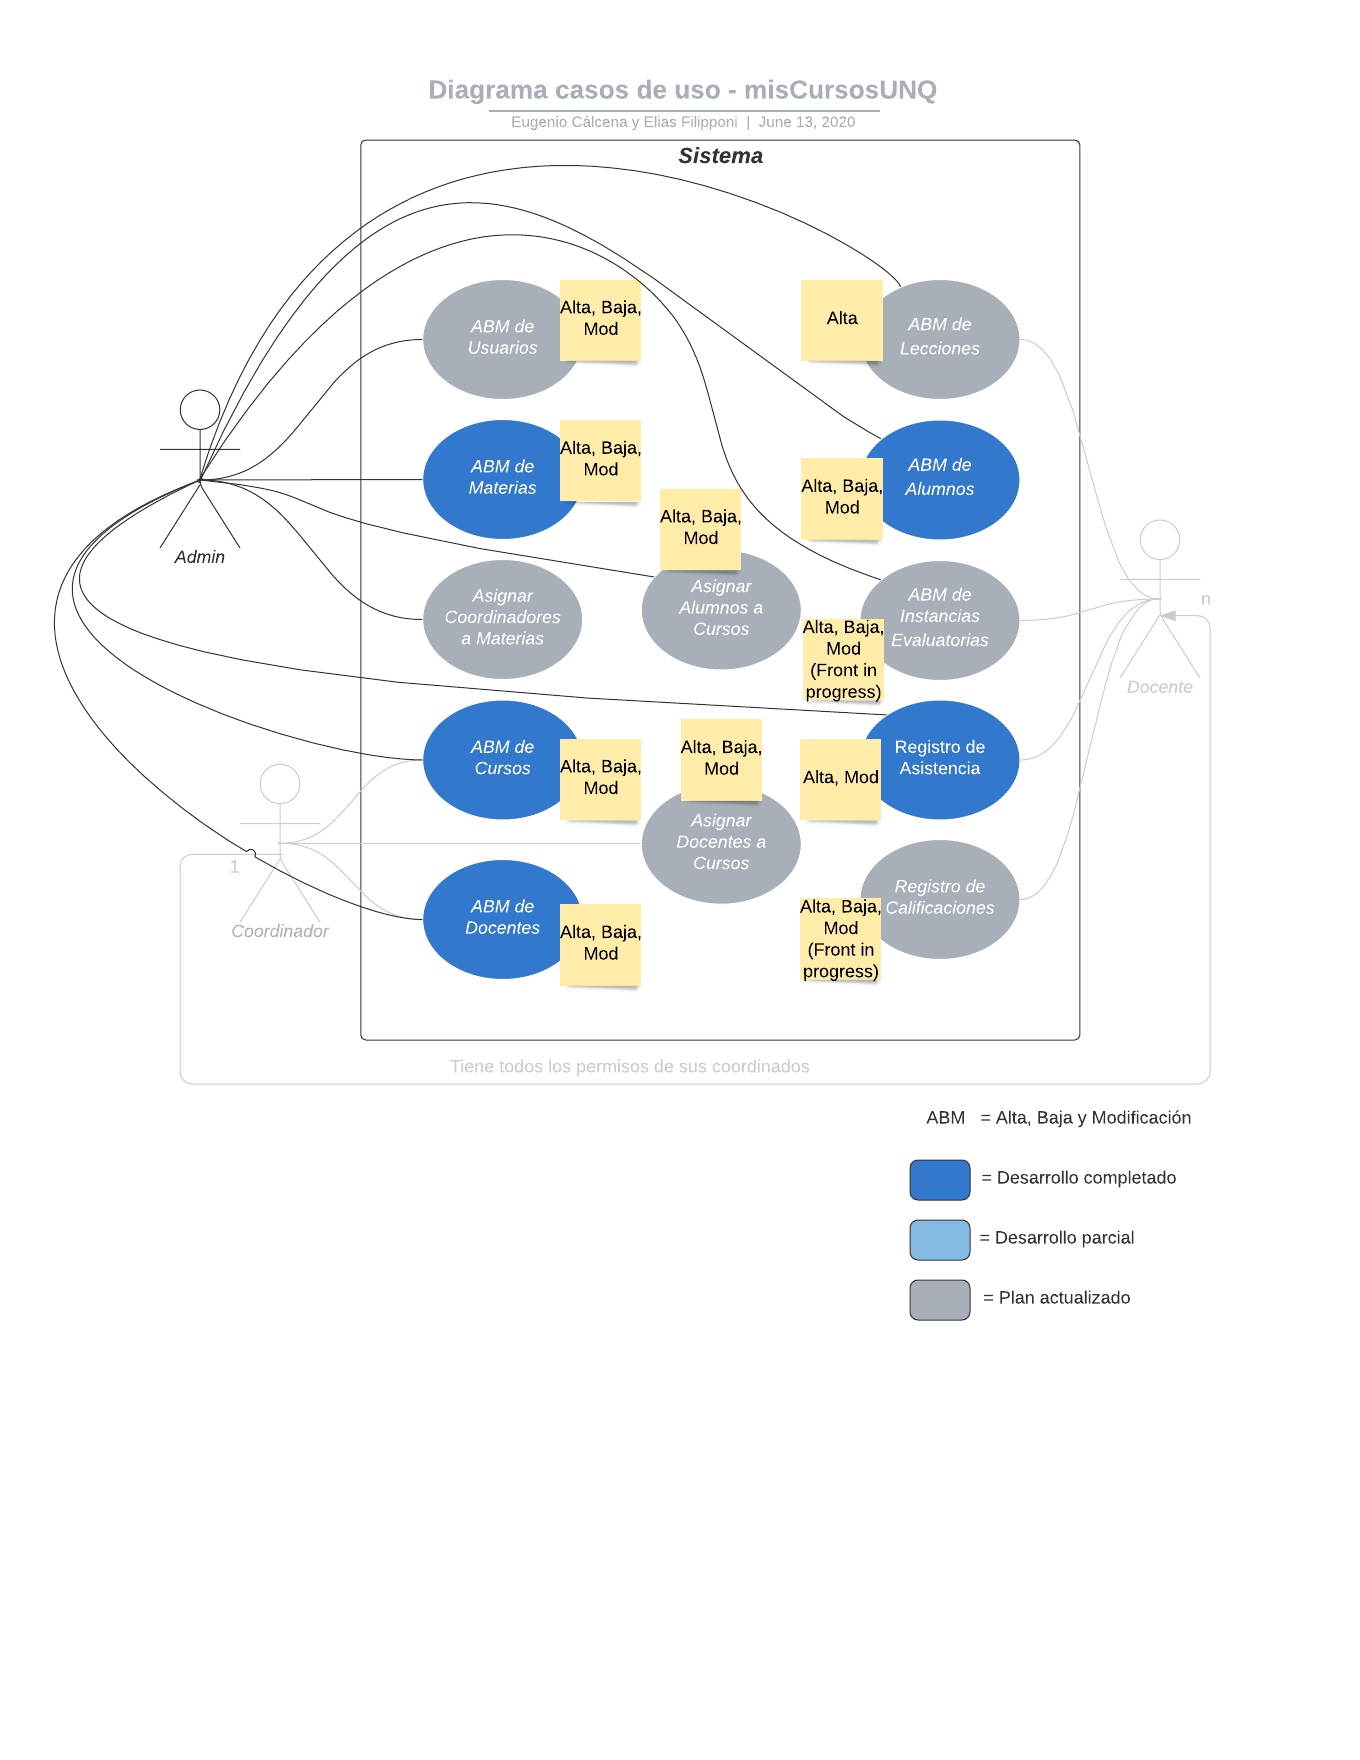 Diagrama casos de uso - misCursosUNQ
Eugenio Cálcena y Elias Filipponi | June 13, 2020
Sistema
ABM de
Usuarios
Alta, Baja,
Mod
Alta
ABM de
Lecciones
ABM de
Materias
Alta, Baja,
Mod
Alta, Baja,
Mod
ABM de
Alumnos
Alta, Baja,
Mod
Admin
Asignar
Coordinadores
a Materias
Asignar
Alumnos a
Cursos
ABM de
Instancias
Evaluatorias
Alta, Baja,
Mod
(Front in
progress)
n
Docente
ABM de
Cursos
Alta, Baja,
Mod
Alta, Baja,
Mod
Asignar
Docentes a
Cursos
Alta, Mod
Registro de
Asistencia
1
Coordinador
ABM de
Docentes
Alta, Baja,
Mod
Alta, Baja,
Mod
(Front in
progress)
Registro de
Calificaciones
Tiene todos los permisos de sus coordinados
ABM = Alta, Baja y Modificación
= Desarrollo completado
= Desarrollo parcial
= Plan actualizado